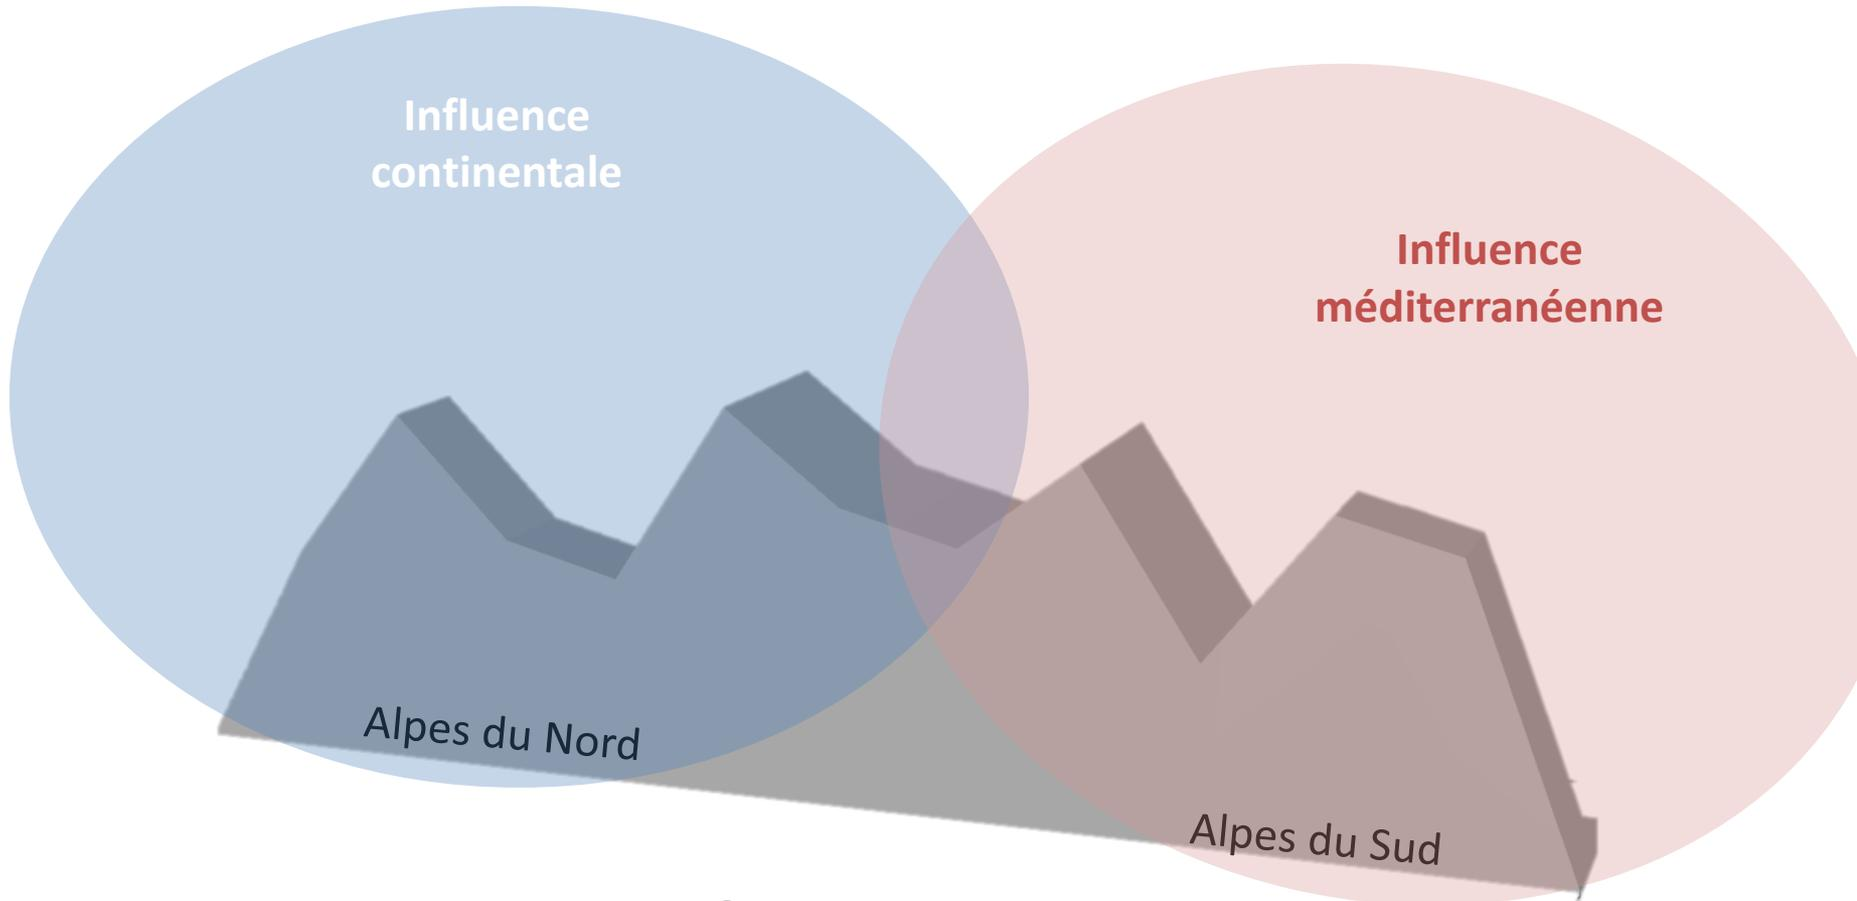 Influence
continentale
Influence
méditerranéenne
Alpes du Nord
Alpes du Sud